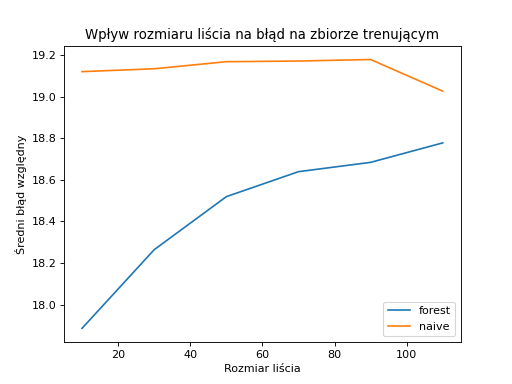 Wpływ rozmiaru liścia na błąd na zbiorze trenującym
19.2
19.0
18.8
18.6
18.4
18.2
18.0
Średni błąd względny
20
40
60
80
100
Rozmiar liścia
forest
naive